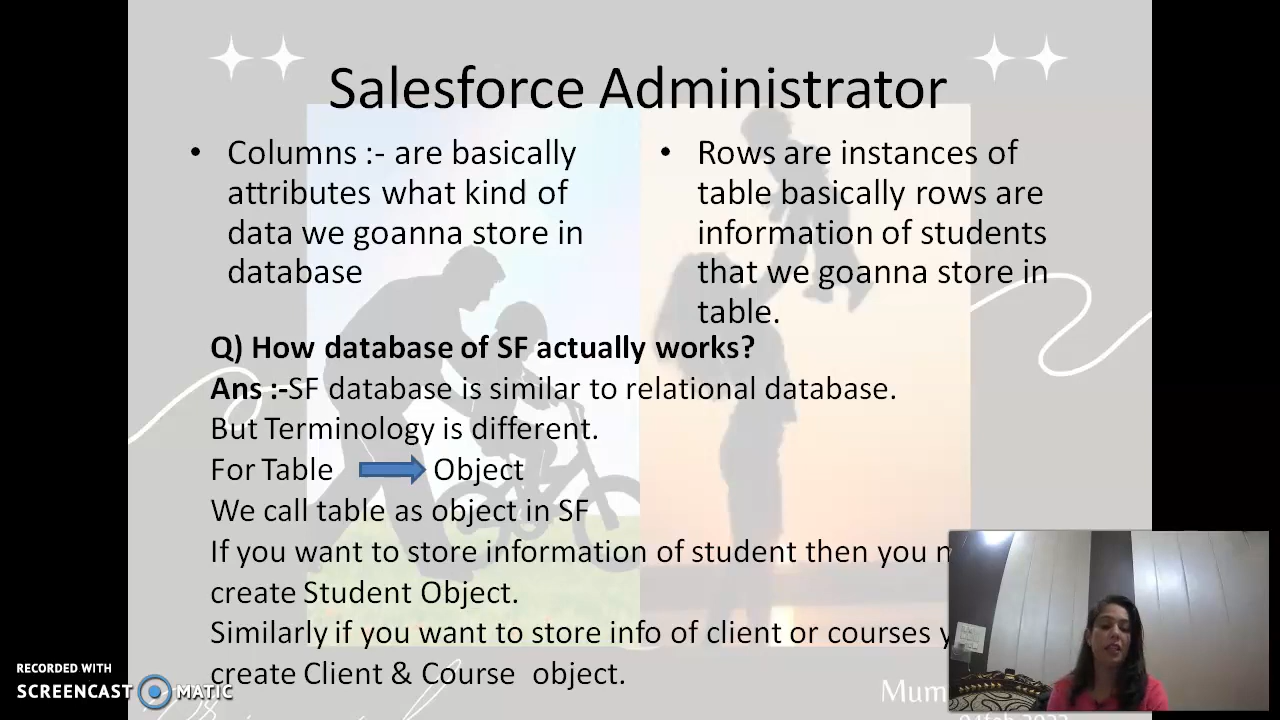 Salesforce Administrator
• Columns :- are basically
attributes what kind of
data we goanna store in
database
• Rows are instances of
table basically rows are
information of students
that we goanna store in
table.
Q) How database of SF actually works?
Ans :-SF database is similar to relational database.
But Terminology is different.
For Table Object
We call table as object in SF
If you want to store information of student then you
create Student Object.
Similarly if you want to store info of client or courses
create Client & Course object.
RECORDED WITH
SCREENCAST MATIC